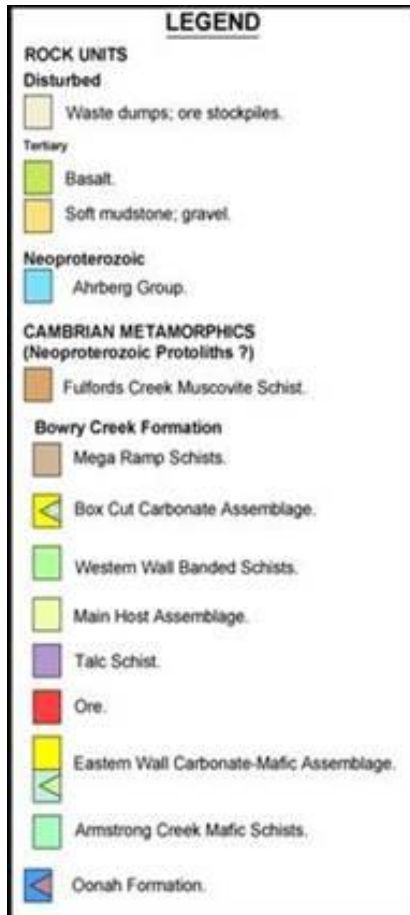 LEGEND
ROCK UNITS
Disturbed
Waste dumps; ore stockpiles.
Tertiary
Basalt.
Soft mudstone; gravel.
Neoproterozoic
Ahrberg Group.
CAMBRIAN METAMORPHICS
(Neoproterozoic Protoliths ?)
Fulfords Creek Muscovite Schist.
Bowry Creek Formation
Mega Ramp Schists.
Box Cut Carbonate Assemblage.
Western Wall Banded Schists.
Main Host Assemblage.
Talc Schist.
Ore.
Eastern Wall Carbonate-Mafic Assemblage.
Armstrong Creek Mafic Schists.
Oonah Formation.